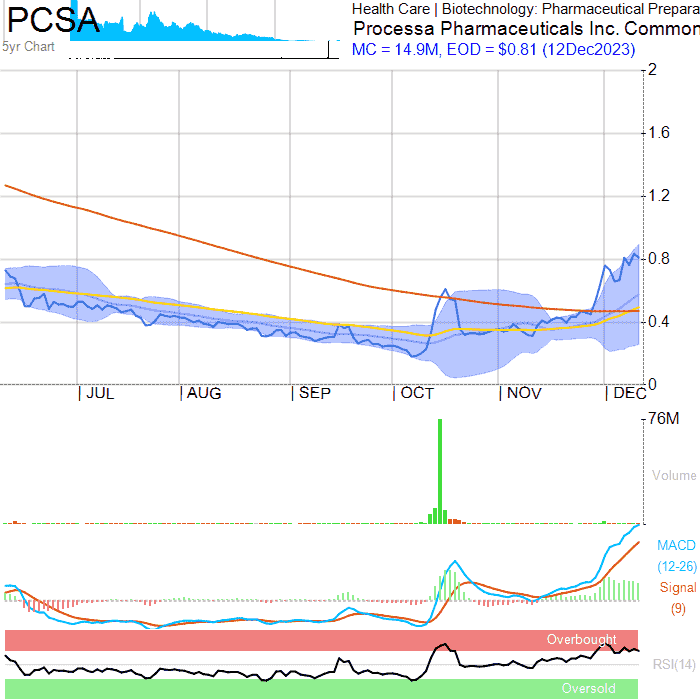 PCSA
5yr Chart
Health Care | Biotechnology: Pharmaceutical Prepara
Processa Pharmaceuticals Inc. Common
MC = 14.9M, EOD = $0.81 (12Dec2023)
2
1.6
1.2
0.8
0.4
0
JUL
AUG
SEP
OCT
NOV
DEC
76M
Volume
MACD
(12-26)
Signal
(9)
Overbought
RSI(14)
Oversold